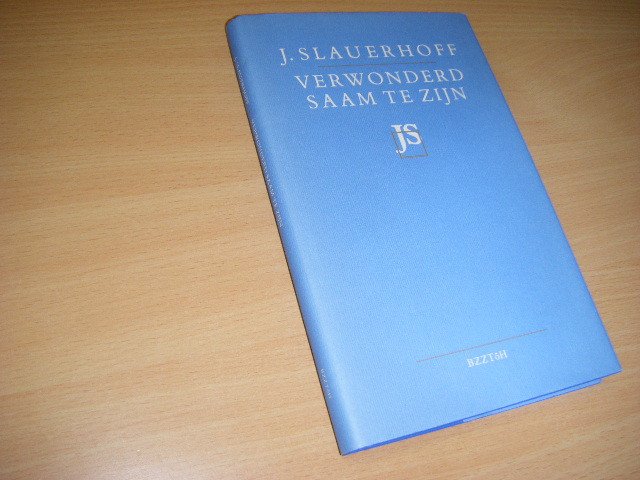 J. SLAUERHOFF
VERWONDERD
SAAM TE ZIJN
JS
BZZTôH